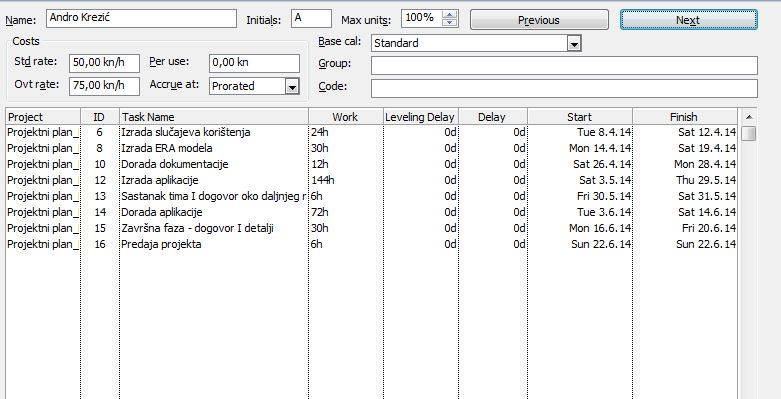 Name: Andro Krezić Initials: A Max units: 100% Previous Next
Costs
Std rate: 50,00 kn/h Per use: 0,00 kn
Ovt rate: 75,00 kn/h Accrue at: Prorated
Base cal: Standard
Group:
Code:
Project ID Task Name Work Leveling Delay Delay Start Finish
Projektni plan_ 6 Izrada slučajeva korištenja 24h 0d 0d Tue 8.4.14 Sat 12.4.14
Projektni plan_ 8 Izrada ERA modela 30h 0d 0d Mon 14.4.14 Sat 19.4.14
Projektni plan_ 10 Dorada dokumentacije 12h 0d 0d Sat 26.4.14 Mon 28.4.14
Projektni plan_ 12 Izrada aplikacije 144h 0d 0d Sat 3.5.14 Thu 29.5.14
Projektni plan_ 13 Sastanak tima I dogovor oko daljnjeg r 6h 0d 0d Fri 30.5.14 Sat 31.5.14
Projektni plan_ 14 Dorada aplikacije 72h 0d 0d Tue 3.6.14 Sat 14.6.14
Projektni plan_ 15 Završna faza - dogovor I detalji 30h 0d 0d Mon 16.6.14 Fri 20.6.14
Projektni plan_ 16 Predaja projekta 6h 0d 0d Sun 22.6.14 Sun 22.6.14